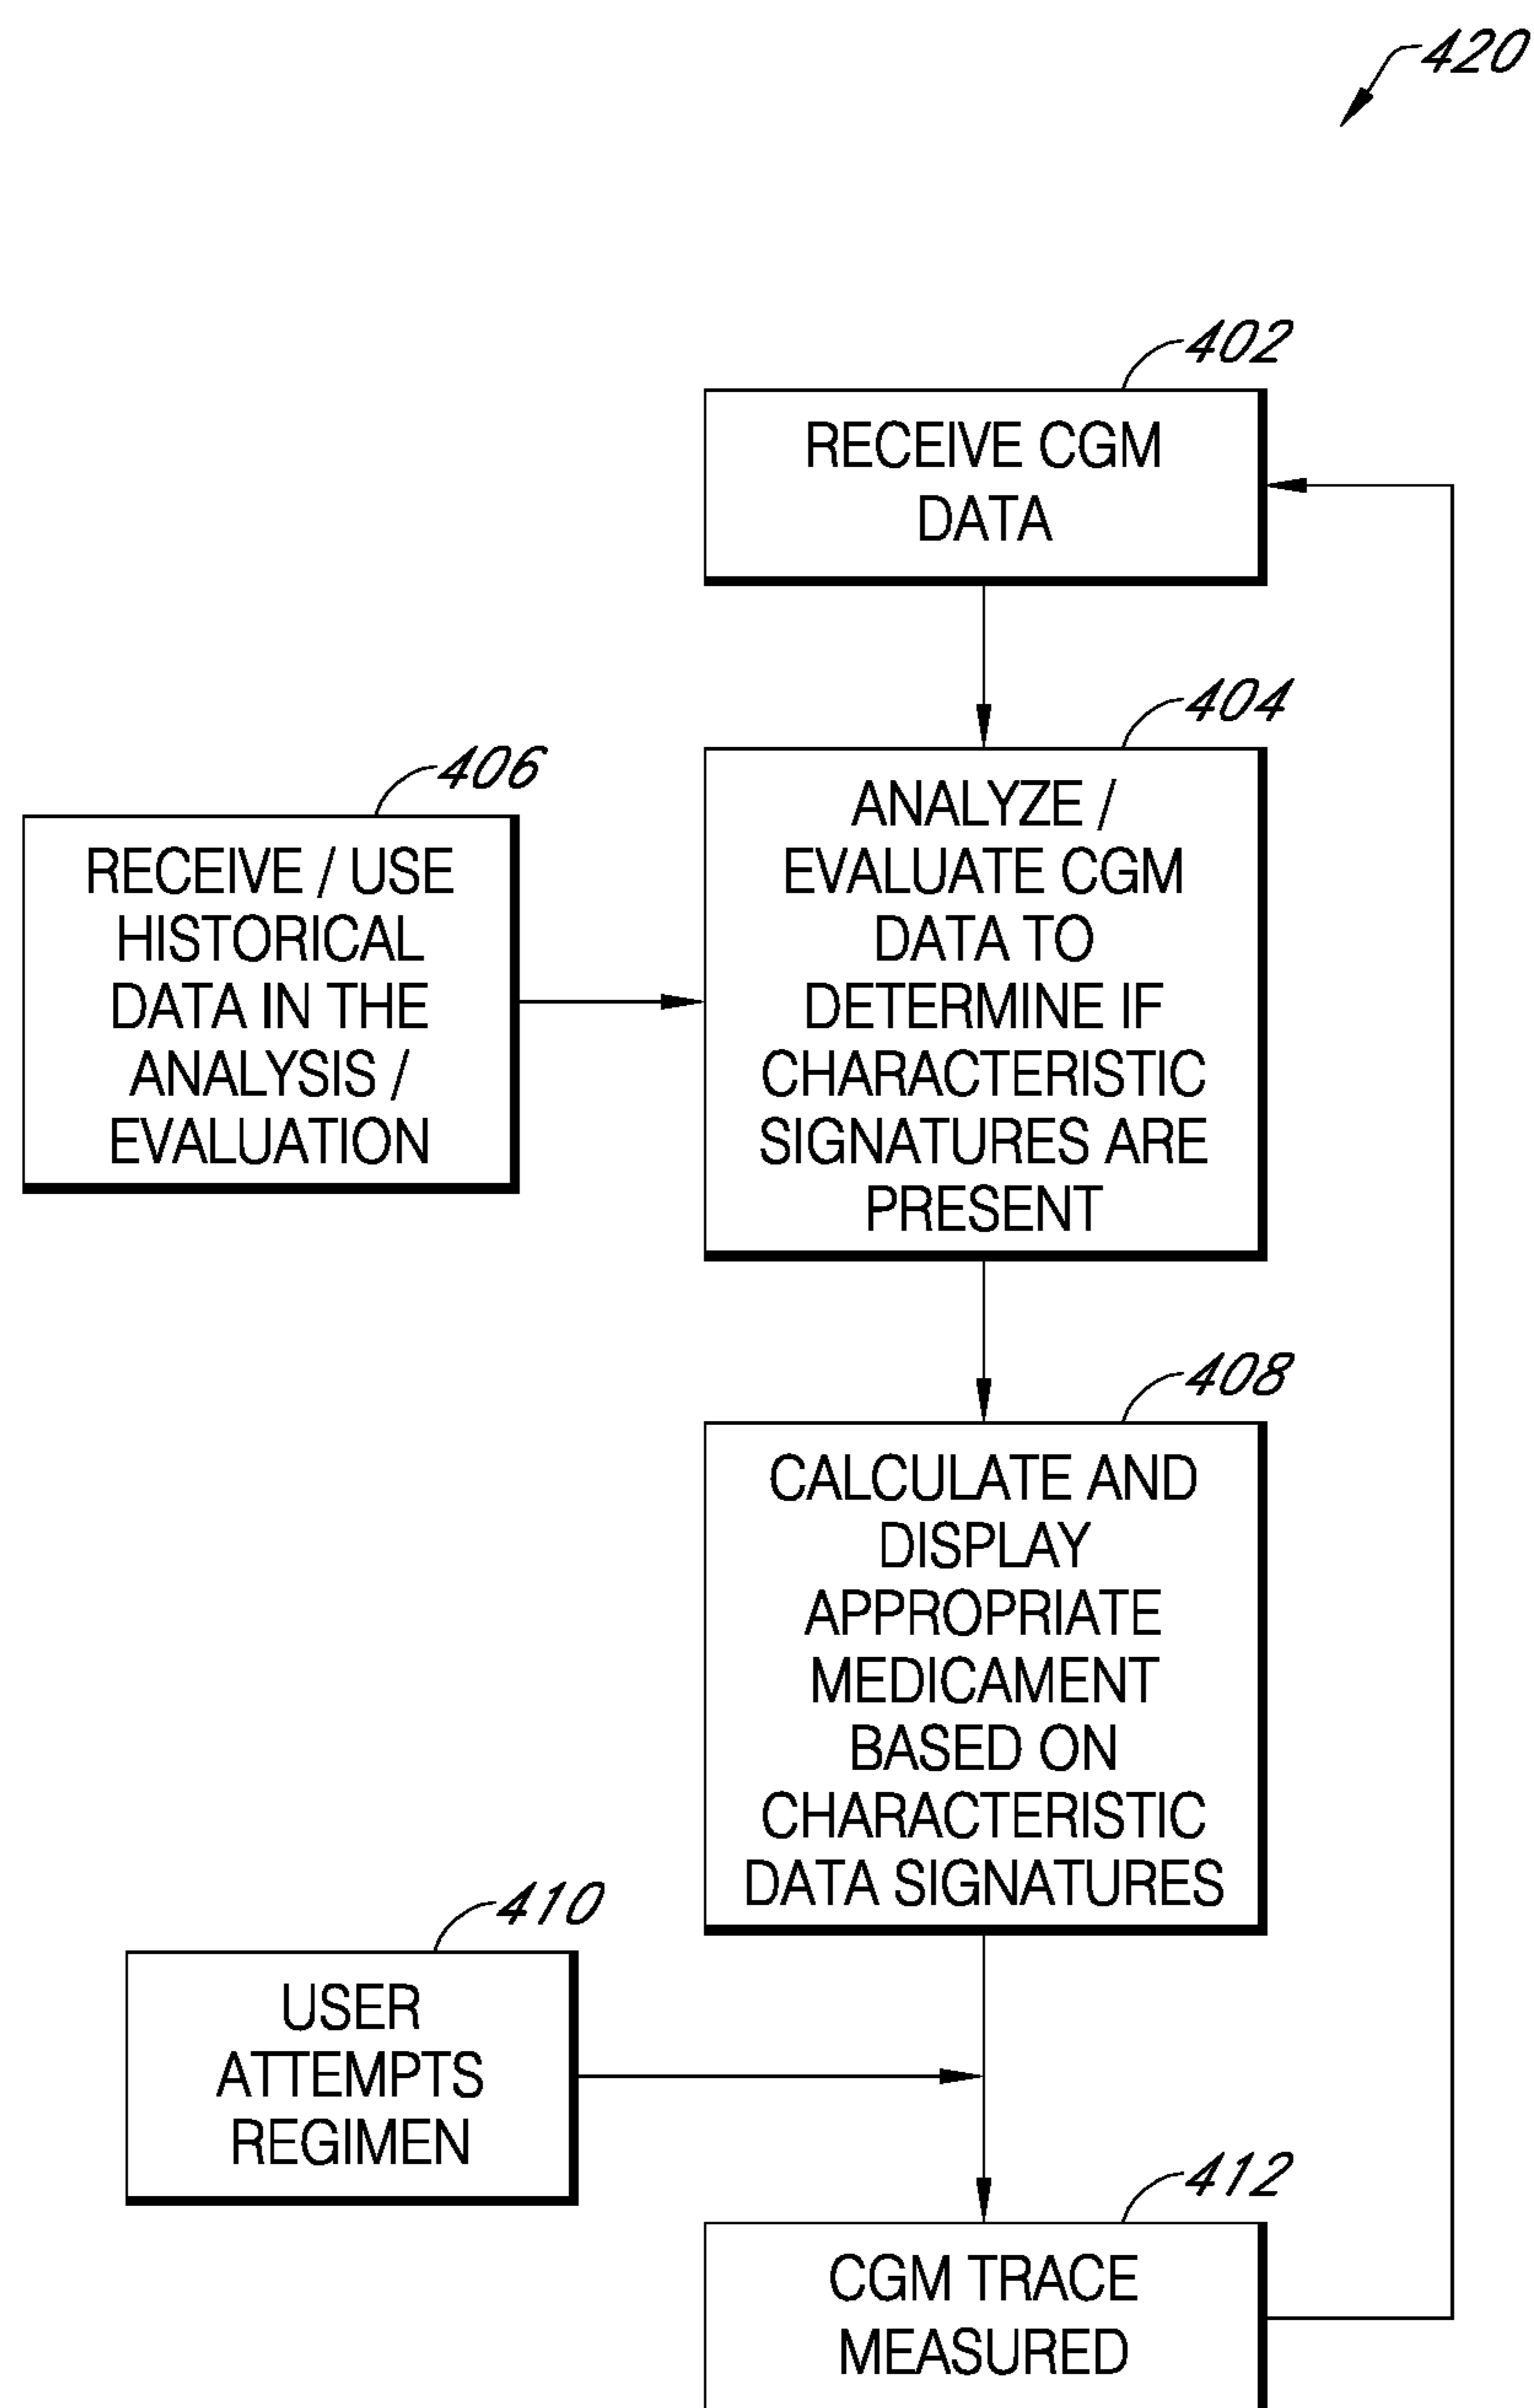 420
402
RECEIVE CGM
DATA
404
ANALYZE /
EVALUATE CGM
DATA TO
DETERMINE IF
CHARACTERISTIC
SIGNATURES ARE
PRESENT
406
RECEIVE / USE
HISTORICAL
DATA IN THE
ANALYSIS /
EVALUATION
408
CALCULATE AND
DISPLAY
APPROPRIATE
MEDICAMENT
BASED ON
CHARACTERISTIC
DATA SIGNATURES
410
USER
ATTEMPTS
REGIMEN
412
CGM TRACE
MEASURED